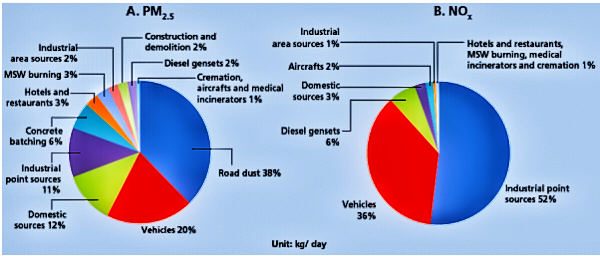 A. PM2.5
Industrial
area sources 2%
MSW burning 3%
Hotels and
restaurants 3%
Concrete
batching 6%
Industrial
point sources
11%
Domestic
sources 12%
Construction and
demolition 2%
Diesel gensets 2%
Cremation,
aircrafts and medical
incinerators 1%
Road dust 38%
Vehicles 20%
B. NOx
Industrial
area sources 1%
Aircrafts 2%
Domestic
sources 3%
Diesel gensets
6%
Vehicles
36%
Hotels and restaurants,
MSW burning, medical
incinerators and cremation 1%
Industrial point
sources 52%
Unit: kg/ day